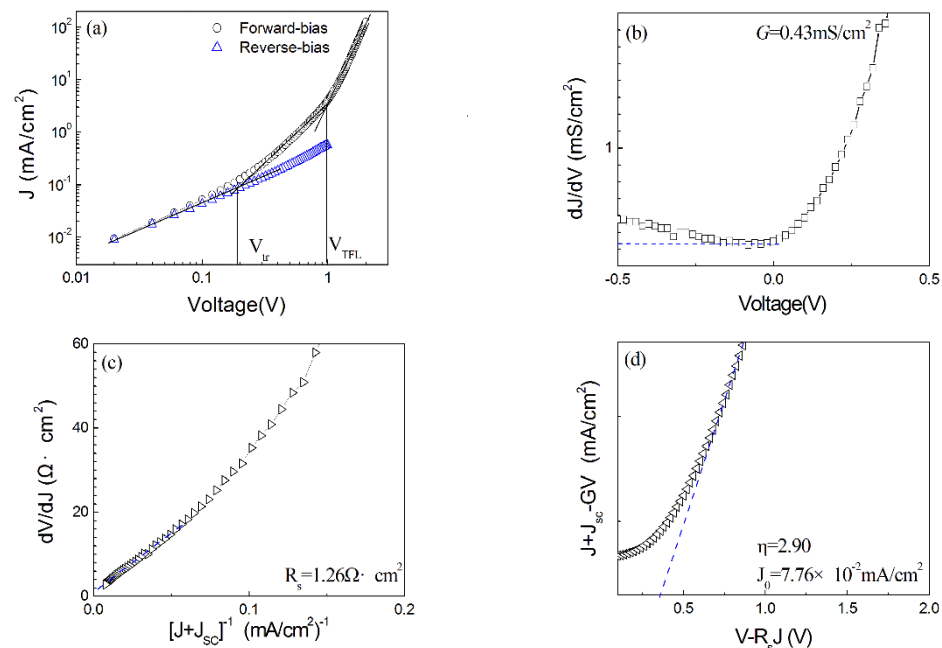 (a)
Forward-bias
Reverse-bias
J (mA/cm²)
10²
10¹
10⁰
10⁻¹
10⁻²
V_tr
V_TFL
0.01
0.1
1
Voltage(V)
(b)
G=0.43mS/cm²
dJ/dV (mS/cm²)
1
-0.5
0.0
0.5
Voltage(V)
(c)
dV/dJ (Ω· cm²)
60
40
20
0
R_s=1.26Ω· cm²
0.0
0.1
0.2
[J+J_SC]⁻¹ (mA/cm²)⁻¹
(d)
J+J_sc-GV (mA/cm²)
η=2.90
J_0=7.76× 10⁻²mA/cm²
0.5
1.0
1.5
2.0
V-R_sJ (V)